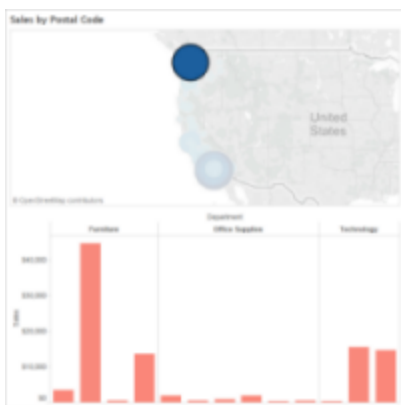 Sales by Postal Code
United
States
© OpenStreetMap contributors
Department
Furniture
Office Supplies
Technology
Sales
$40,000
$30,000
$20,000
$10,000
$0